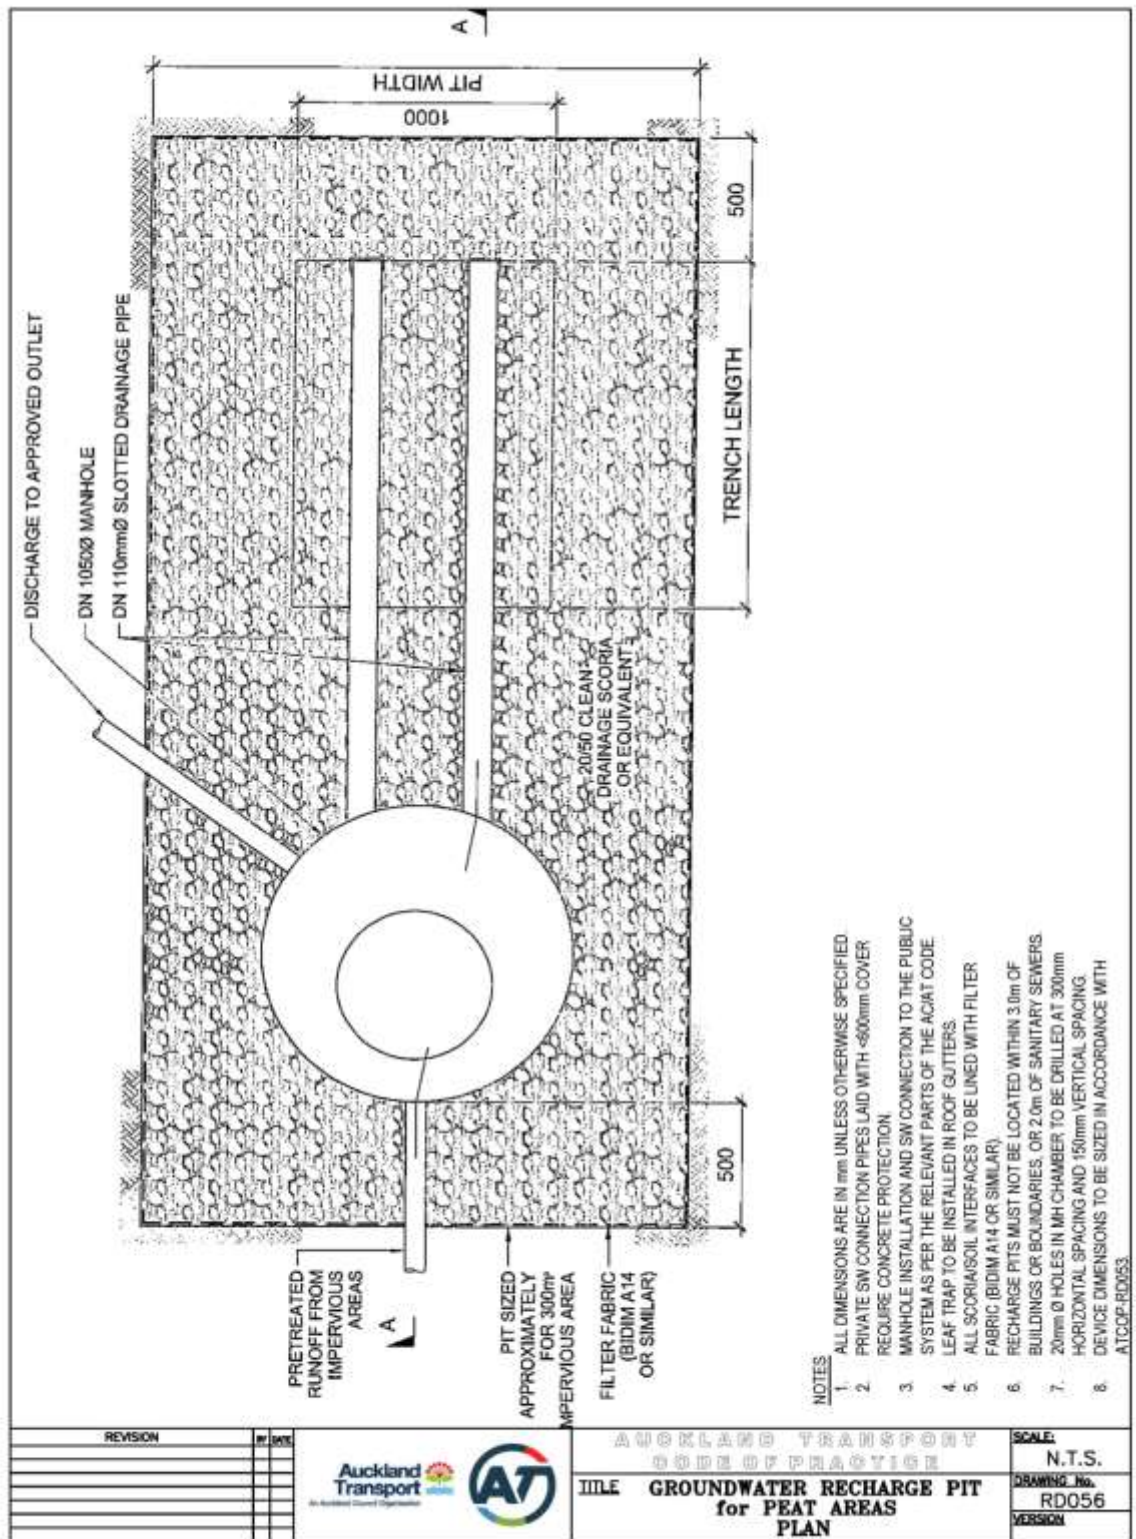 A
PIT WIDTH
1000
500
TRENCH LENGTH
DISCHARGE TO APPROVED OUTLET
DN 1050Ø MANHOLE
DN 110mmØ SLOTTED DRAINAGE PIPE
20/50 CLEAN
DRAINAGE SCORIA
OR EQUIVALENT
500
PRETREATED
RUNOFF FROM
IMPERVIOUS
AREAS
A
PIT SIZED
APPROXIMATELY
FOR 300m²
MPERVIOUS AREA
FILTER FABRIC
(BIDIM A14
OR SIMILAR)
NOTES
1. ALL DIMENSIONS ARE IN mm UNLESS OTHERWISE SPECIFIED.
2. PRIVATE SW CONNECTION PIPES LAID WITH <600mm COVER
REQUIRE CONCRETE PROTECTION.
3. MANHOLE INSTALLATION AND SW CONNECTION TO THE PUBLIC
SYSTEM AS PER THE RELEVANT PARTS OF THE AC/AT CODE.
4. LEAF TRAP TO BE INSTALLED IN ROOF GUTTERS.
5. ALL SCORIA/SOIL INTERFACES TO BE LINED WITH FILTER
FABRIC (BIDIM A14 OR SIMILAR).
6. RECHARGE PITS MUST NOT BE LOCATED WITHIN 3.0m OF
BUILDINGS OR BOUNDARIES, OR 2.0m OF SANITARY SEWERS.
7. 20mm Ø HOLES IN MH CHAMBER TO BE DRILLED AT 300mm
HORIZONTAL SPACING AND 150mm VERTICAL SPACING.
8. DEVICE DIMENSIONS TO BE SIZED IN ACCORDANCE WITH
ATCOP-RD053.
REVISION
BY
DATE
Auckland
Transport
An Auckland Council Organisation
AT
AUCKLAND TRANSPORT
CODE OF PRACTICE
TITLE GROUNDWATER RECHARGE PIT
for PEAT AREAS
PLAN
SCALE:
N.T.S.
DRAWING No.
RD056
VERSION